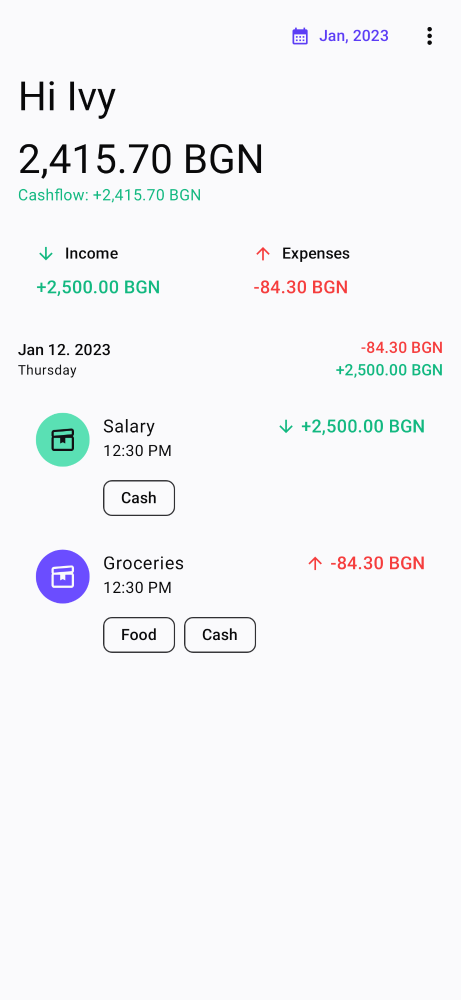 Jan, 2023
Hi Ivy
2,415.70 BGN
Cashflow: +2,415.70 BGN
Income
Expenses
+2,500.00 BGN
-84.30 BGN
Jan 12. 2023
-84.30 BGN
Thursday
+2,500.00 BGN
Salary
+2,500.00 BGN
12:30 PM
Cash
Groceries
-84.30 BGN
12:30 PM
Food
Cash